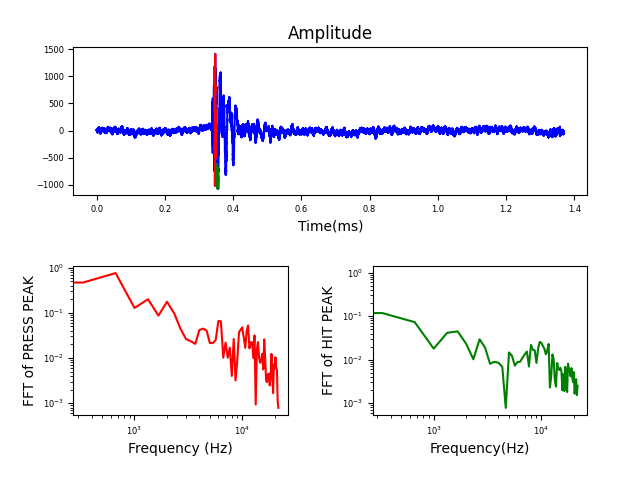 Amplitude
1500
1000
500
0
−500
−1000
0.0 0.2 0.4 0.6 0.8 1.0 1.2 1.4
Time(ms)
FFT of PRESS PEAK
10⁰
10⁻¹
10⁻²
10⁻³
10³ 10⁴
Frequency (Hz)
FFT of HIT PEAK
10⁰
10⁻¹
10⁻²
10⁻³
10³ 10⁴
Frequency(Hz)